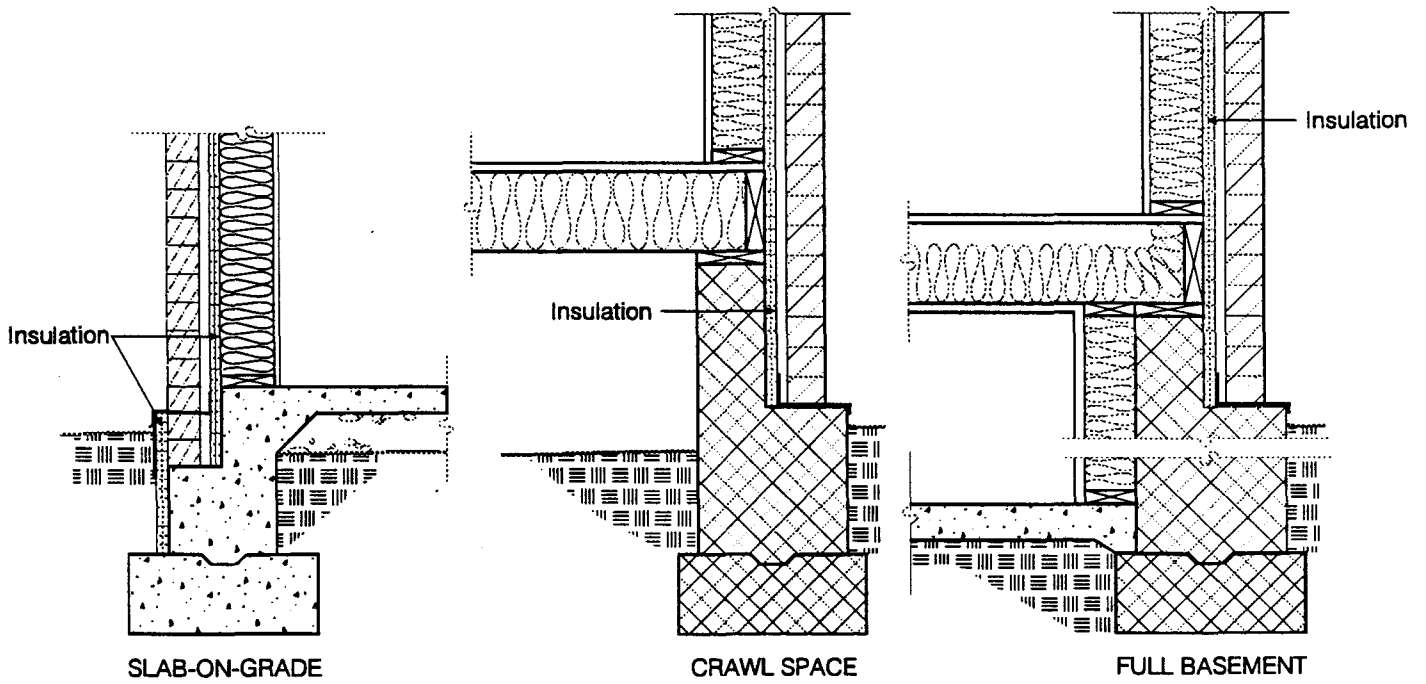 Insulation
Insulation
Insulation
SLAB-ON-GRADE
CRAWL SPACE
FULL BASEMENT